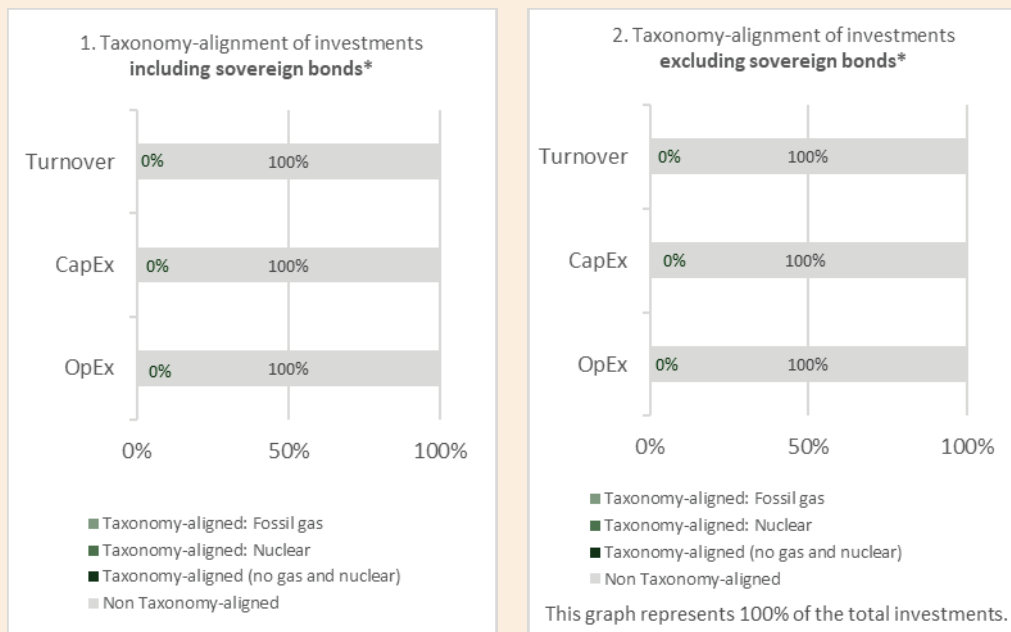 1. Taxonomy-alignment of investments
including sovereign bonds*
Turnover
0%
100%
CapEx
0%
100%
OpEx
0%
100%
0%
50%
100%
Taxonomy-aligned: Fossil gas
Taxonomy-aligned: Nuclear
Taxonomy-aligned (no gas and nuclear)
Non Taxonomy-aligned
2. Taxonomy-alignment of investments
excluding sovereign bonds*
Turnover
0%
100%
CapEx
0%
100%
OpEx
0%
100%
0%
50%
100%
Taxonomy-aligned: Fossil gas
Taxonomy-aligned: Nuclear
Taxonomy-aligned (no gas and nuclear)
Non Taxonomy-aligned
This graph represents 100% of the total investments.